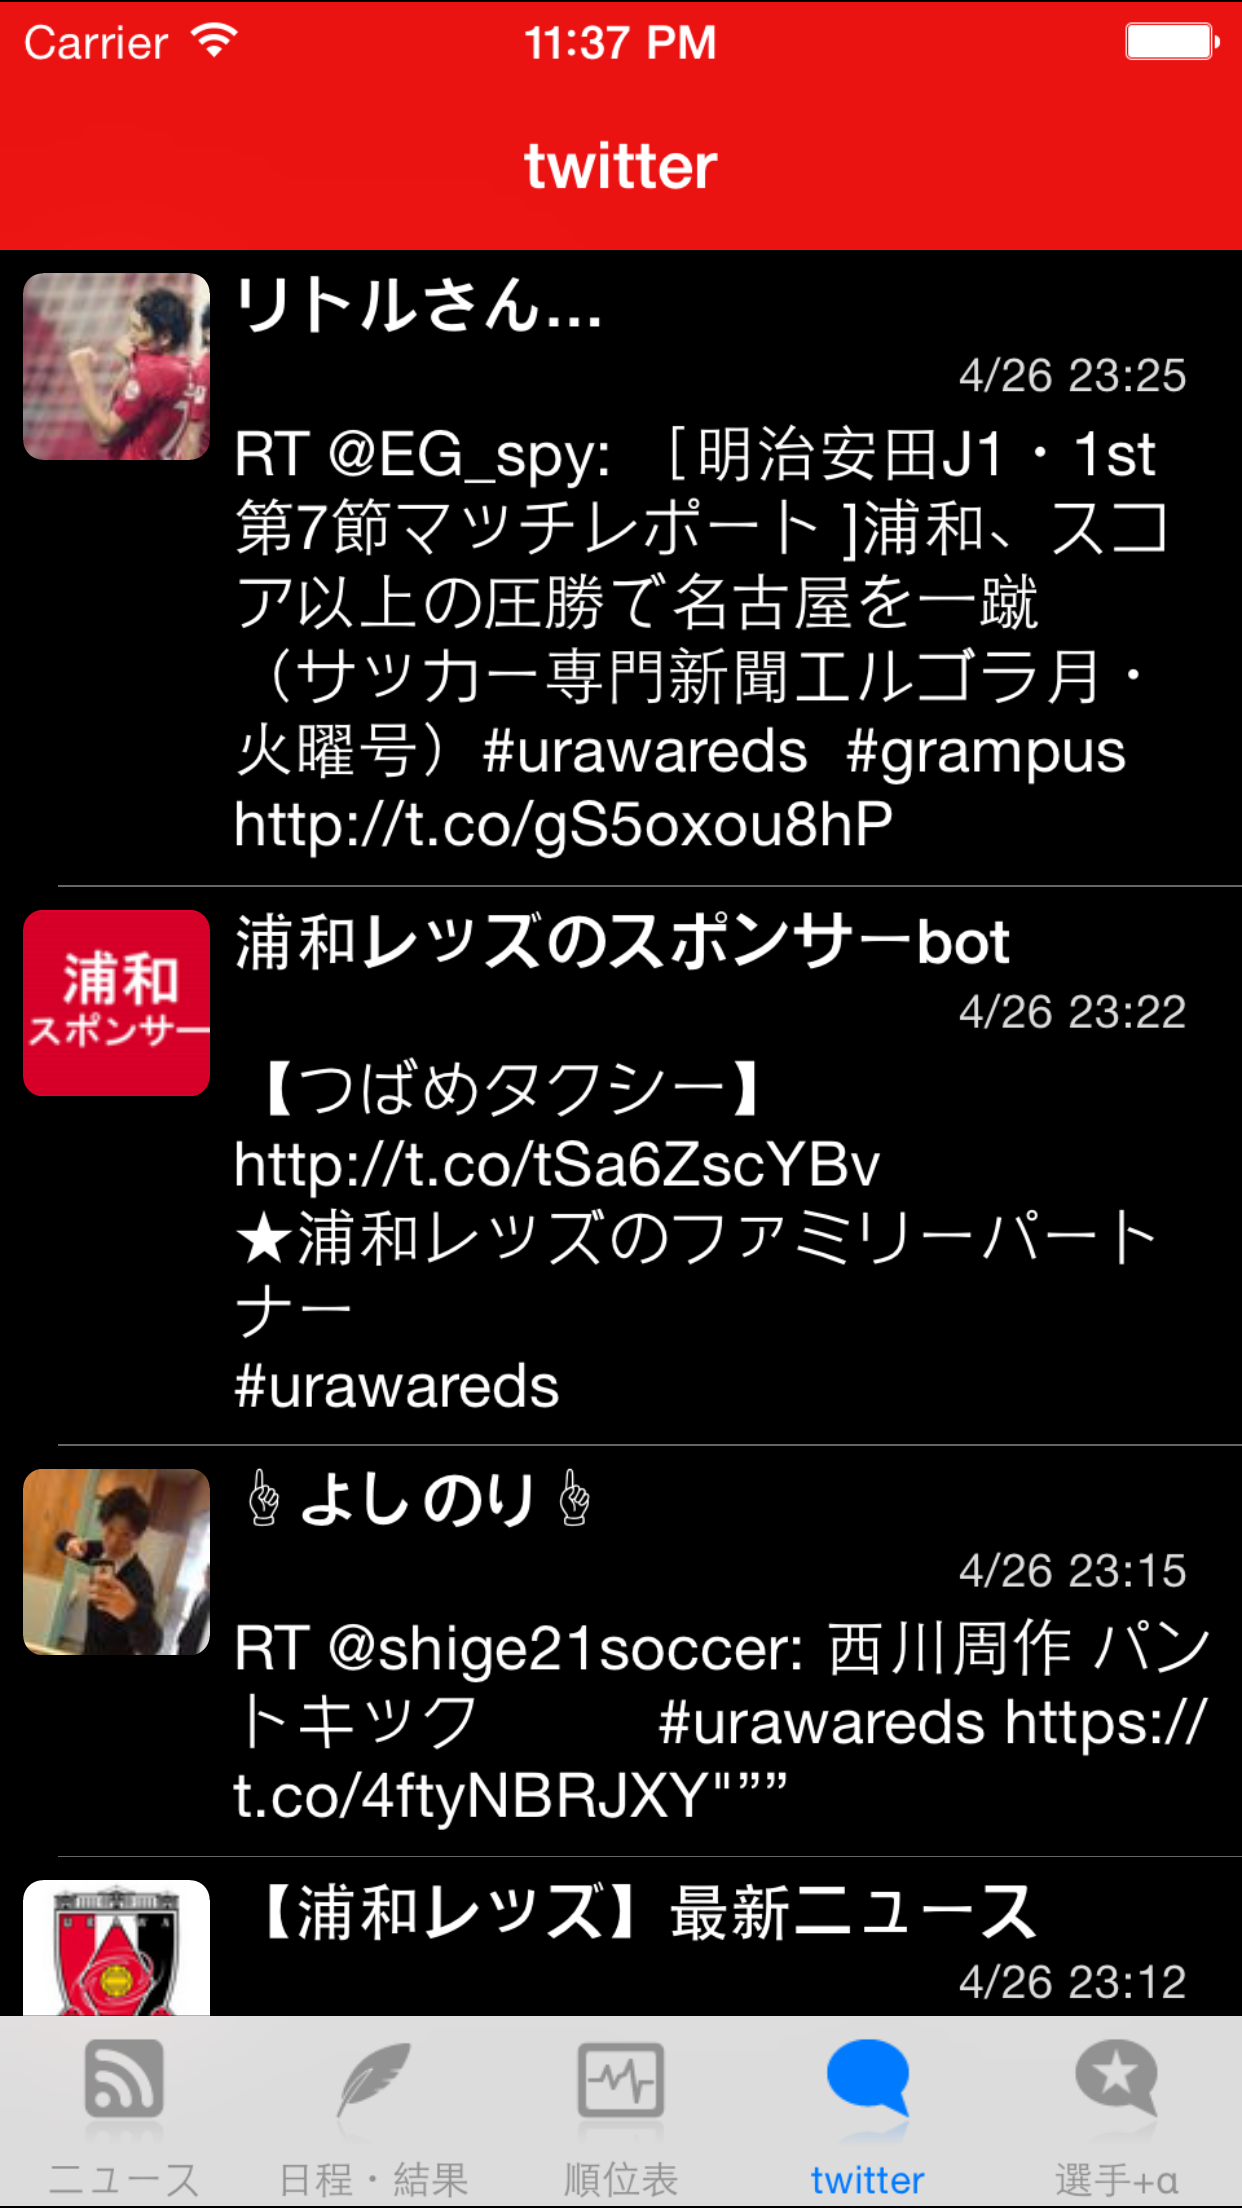 Carrier 11:37 PM
twitter
リトルさん...
4/26 23:25
RT @EG_spy: ［明治安田J1・1st
第7節マッチレポート ]浦和、スコ
ア以上の圧勝で名古屋を一蹴
（サッカー専門新聞エルゴラ月・
火曜号）#urawareds #grampus
http://t.co/gS5oxou8hP
浦和
スポンサー
浦和レッズのスポンサーbot
4/26 23:22
【つばめタクシー】
http://t.co/tSa6ZscYBv
★浦和レッズのファミリーパート
ナー
#urawareds
☝よしのり☝
4/26 23:15
RT @shige21soccer: 西川周作 パン
トキック #urawareds https://
t.co/4ftyNBRJXY"””
URAWA
【浦和レッズ】最新ニュース
4/26 23:12
ニュース 日程・結果 順位表 twitter 選手+α